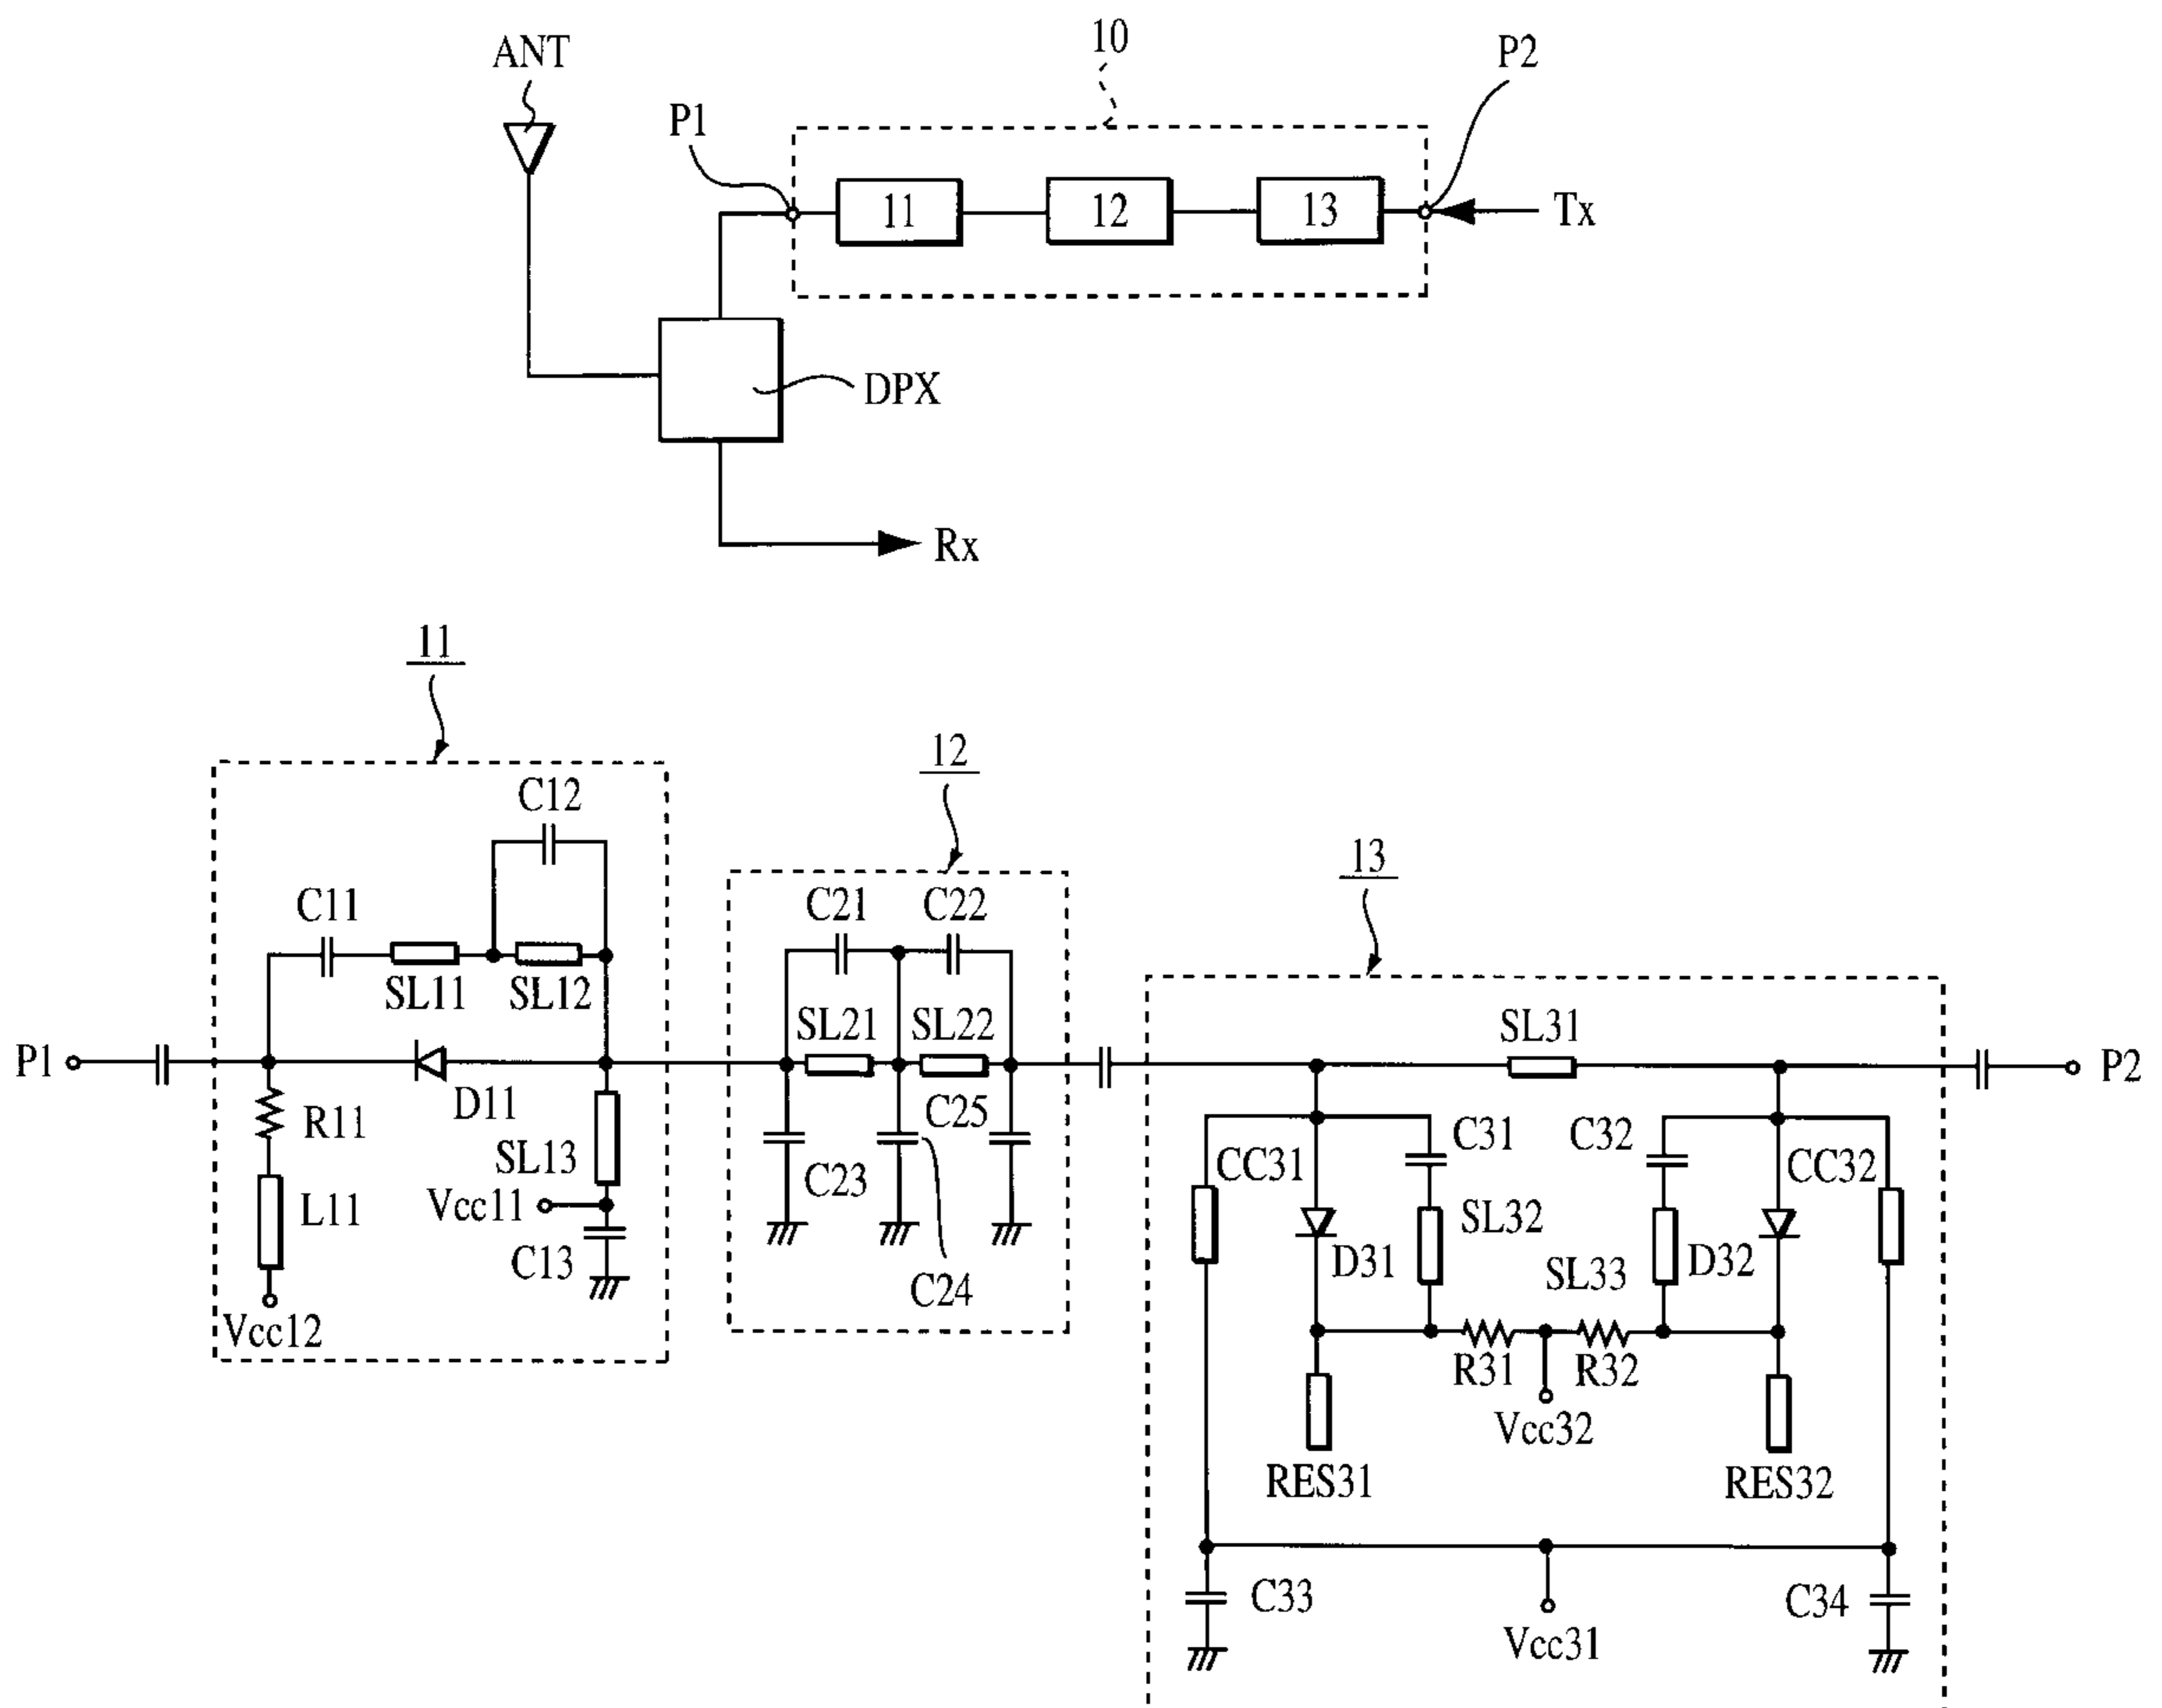 10
ANT
P2
P1
11
12
13
Tx
DPX
Rx
11
12
13
C12
C11
SL11
SL12
P1
D11
R11
SL13
L11
Vcc11
C13
Vcc12
C21
C22
SL21
SL22
C25
C23
C24
SL31
P2
C31
C32
CC31
CC32
SL32
D31
SL33
D32
R31
R32
Vcc32
RES31
RES32
C33
C34
Vcc31